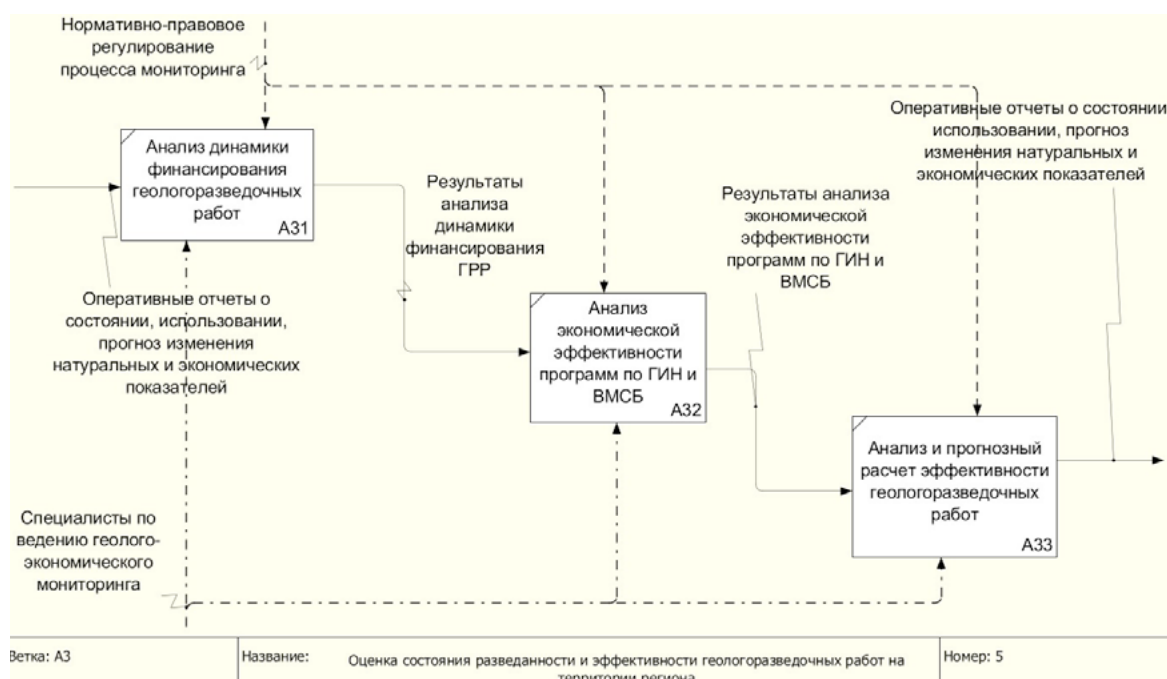 Нормативно-правовое
регулирование
процесса мониторинга
Оперативные отчеты о состоянии
использовании, прогноз
изменения натуральных и
экономических показателей
Анализ динамики
финансирования
геологоразведочных
работ
A31
Результаты
анализа
динамики
финансирования
ГРР
Результаты анализа
экономической
эффективности
программ по ГИН и
ВМСБ
Оперативные отчеты о
состоянии, использовании,
прогноз изменения
натуральных и экономических
показателей
Анализ
экономической
эффективности
программ по ГИН и
ВМСБ
A32
Анализ и прогнозный
расчет эффективности
геологоразведочных
работ
A33
Специалисты по
ведению геолого-
экономического
мониторинга
Ветка: A3
Название:
Оценка состояния разведанности и эффективности геологоразведочных работ на
территории региона
Номер: 5